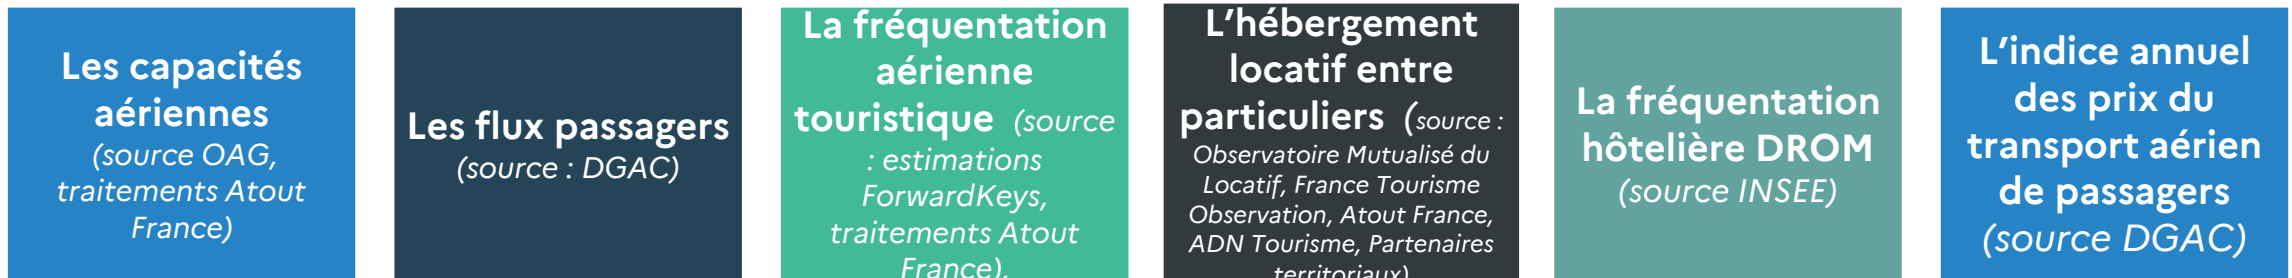 Les capacités
aériennes
(source OAG,
traitements Atout
France)
Les flux passagers
(source : DGAC)
La fréquentation
aérienne
touristique (source
: estimations
ForwardKeys,
traitements Atout
France).
L'hébergement
locatif entre
particuliers (source :
Observatoire Mutualisé du
Locatif, France Tourisme
Observation, Atout France,
ADN Tourisme, Partenaires
territoriaux)
La fréquentation
hôtelière DROM
(source INSEE)
L'indice annuel
des prix du
transport aérien
de passagers
(source DGAC)